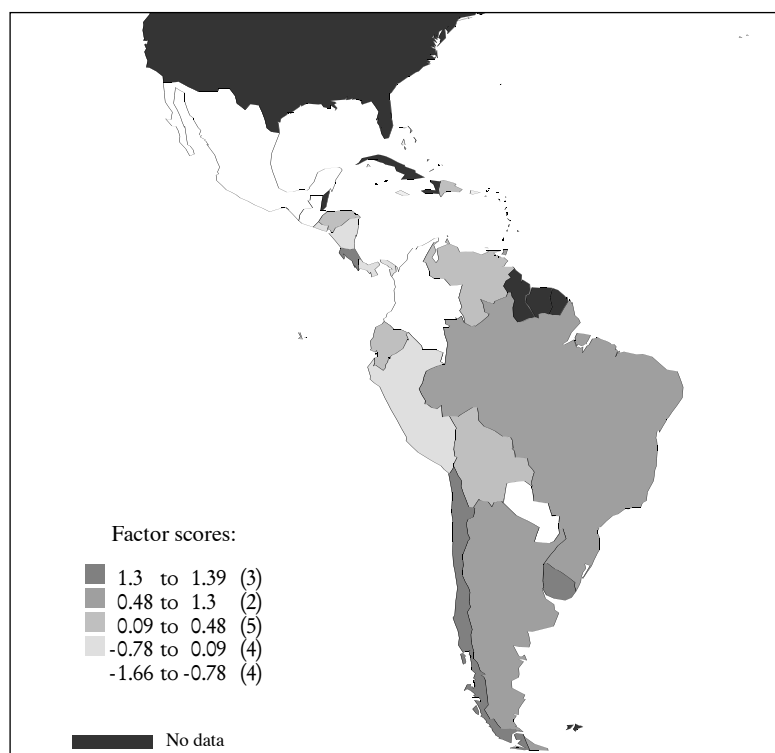 Factor scores:
1.3 to 1.39 (3)
0.48 to 1.3 (2)
0.09 to 0.48 (5)
-0.78 to 0.09 (4)
-1.66 to -0.78 (4)
No data